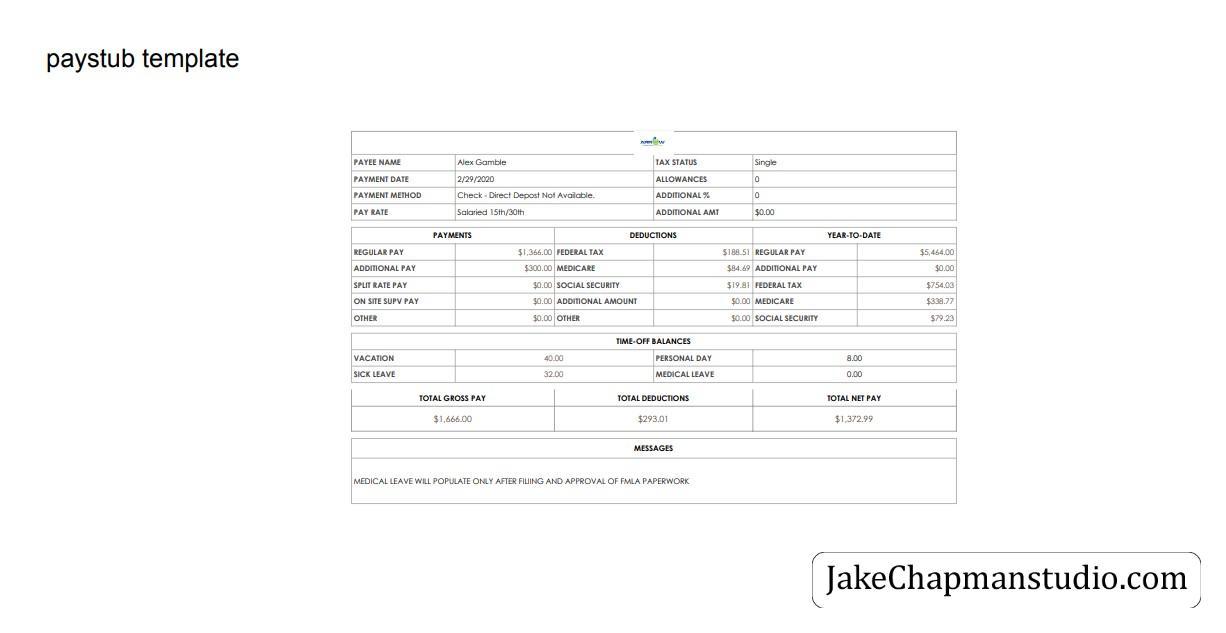 paystub template
PAYEE NAME Alex Gamble TAX STATUS Single
PAYMENT DATE 2/29/2020 ALLOWANCES 0
PAYMENT METHOD Check - Direct Depost Not Available. ADDITIONAL % 0
PAY RATE Salaried 15th/30th ADDITIONAL AMT $0.00
PAYMENTS DEDUCTIONS YEAR-TO-DATE
REGULAR PAY $1,366.00 FEDERAL TAX $188.51 REGULAR PAY $5,464.00
ADDITIONAL PAY $300.00 MEDICARE $84.69 ADDITIONAL PAY $0.00
SPLIT RATE PAY $0.00 SOCIAL SECURITY $19.81 FEDERAL TAX $754.03
ON SITE SUPV PAY $0.00 ADDITIONAL AMOUNT $0.00 MEDICARE $338.77
OTHER $0.00 OTHER $0.00 SOCIAL SECURITY $79.23
TIME-OFF BALANCES
VACATION 40.00 PERSONAL DAY 8.00
SICK LEAVE 32.00 MEDICAL LEAVE 0.00
TOTAL GROSS PAY TOTAL DEDUCTIONS TOTAL NET PAY
$1,666.00 $293.01 $1,372.99
MESSAGES
MEDICAL LEAVE WILL POPULATE ONLY AFTER FILIING AND APPROVAL OF FMLA PAPERWORK
JakeChapmanstudio.com